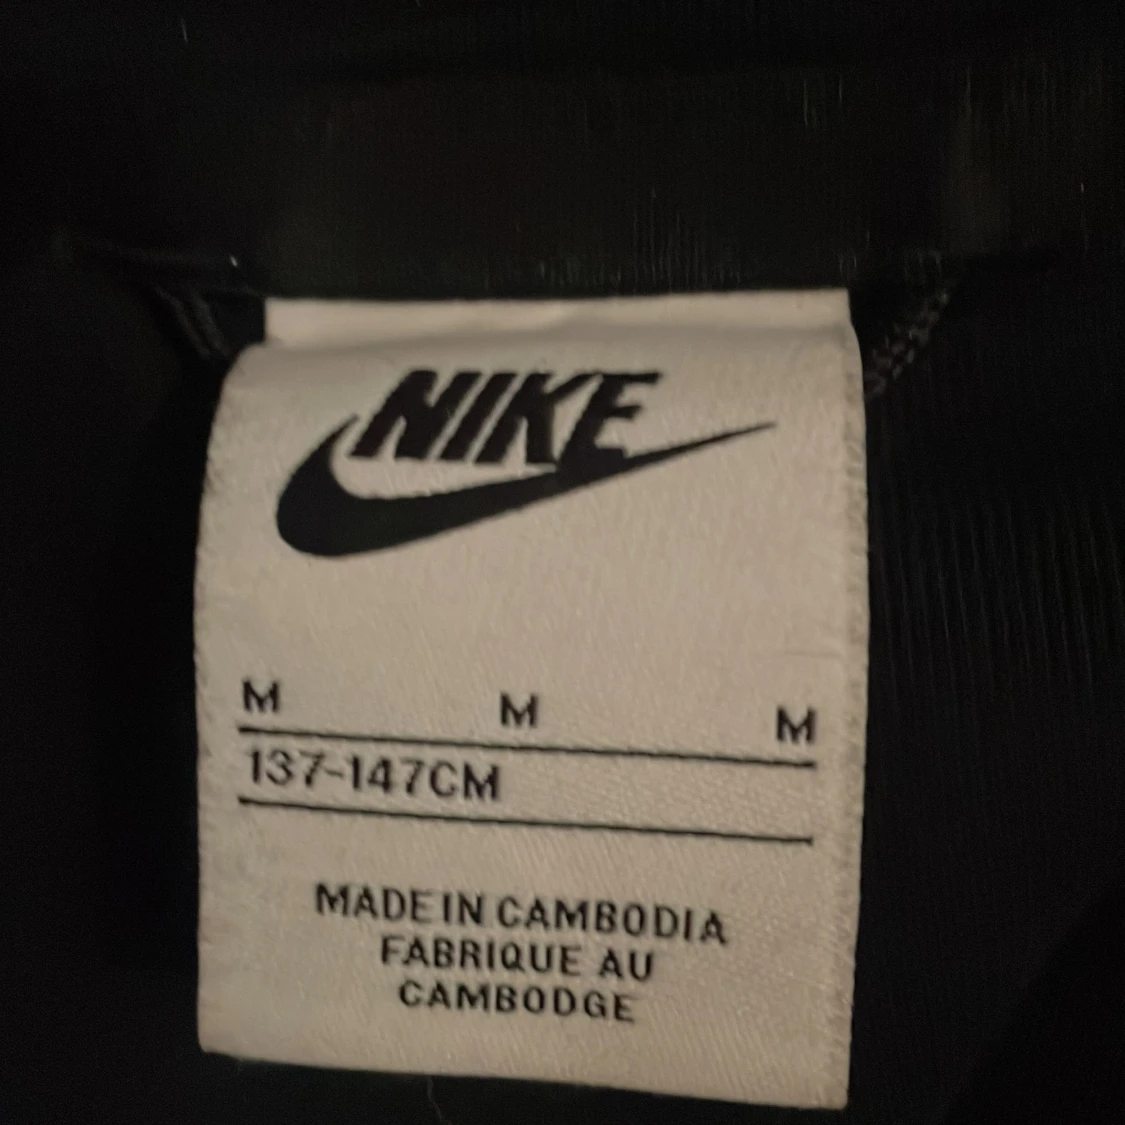 NIKE
M M M
137-147CM
MADE IN CAMBODIA
FABRIQUE AU
CAMBODGE